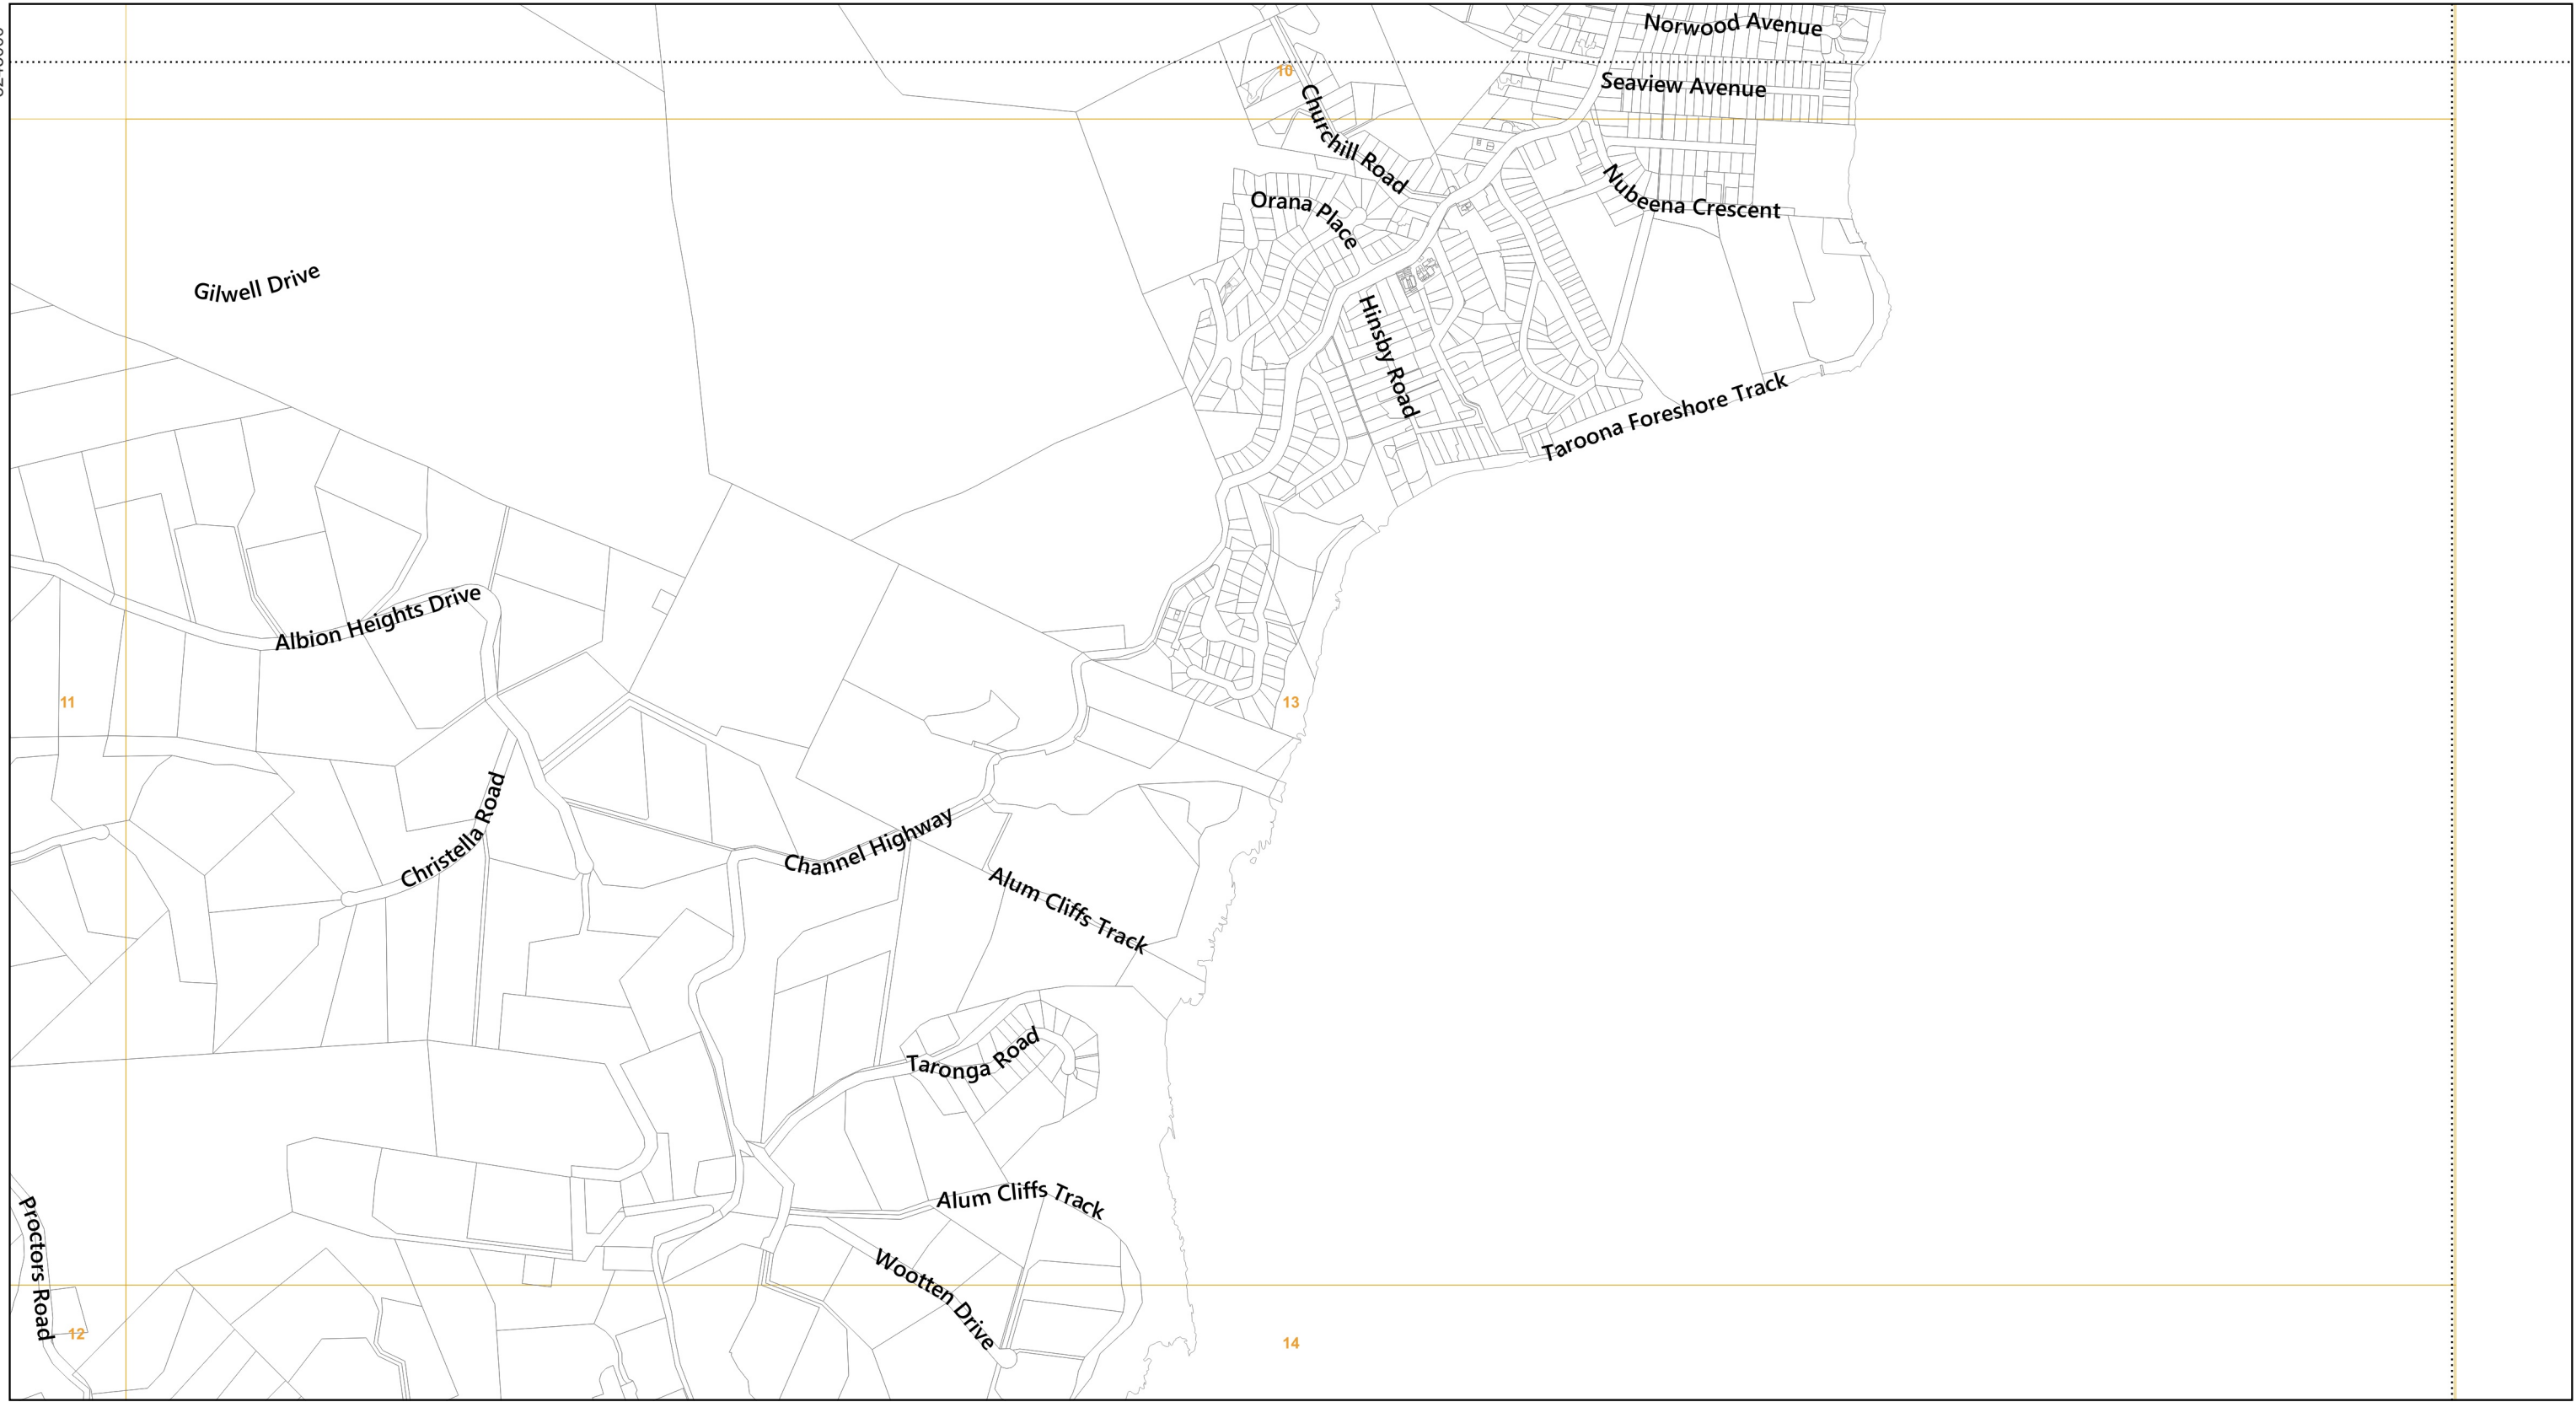 Norwood Avenue
10
Seaview Avenue
Churchill Road
Nubeena Crescent
Orana Place
Gilwell Drive
Hinsby Road
Taroona Foreshore Track
Albion Heights Drive
11
13
Christella Road
Channel Highway
Alum Cliffs Track
Taronga Road
Alum Cliffs Track
Proctors Road
Wootten Drive
12
14